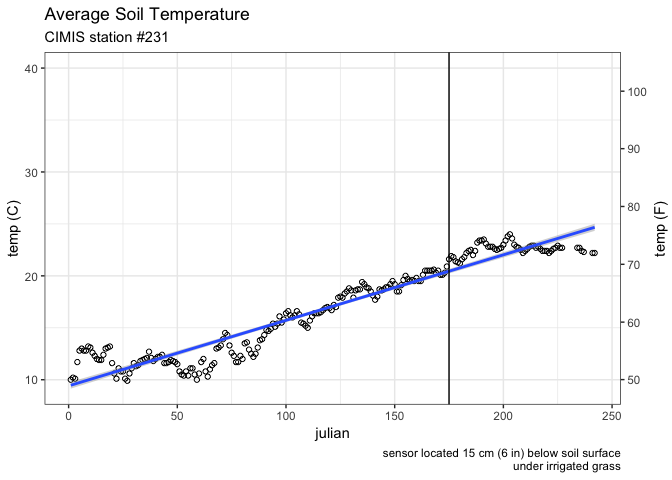 Average Soil Temperature
CIMIS station #231
40
30
20
10
temp (C)
100
90
80
70
60
50
temp (F)
0 50 100 150 200 250
julian
sensor located 15 cm (6 in) below soil surface
under irrigated grass